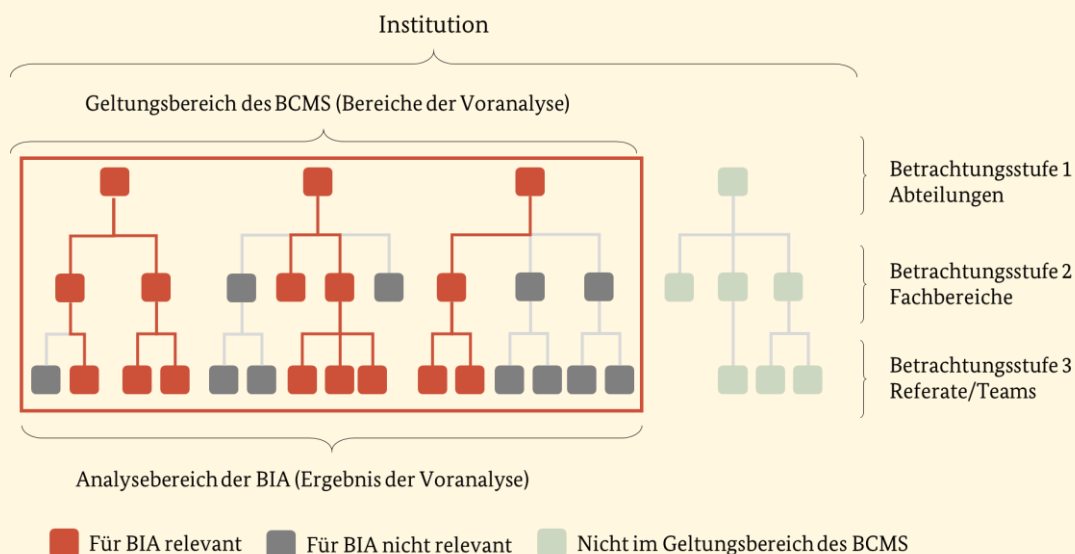 Institution
Geltungsbereich des BCMS (Bereiche der Voranalyse)
Betrachtungsstufe 1
Abteilungen
Betrachtungsstufe 2
Fachbereiche
Betrachtungsstufe 3
Referate/Teams
Analysebereich der BIA (Ergebnis der Voranalyse)
Für BIA relevant
Für BIA nicht relevant
Nicht im Geltungsbereich des BCMS